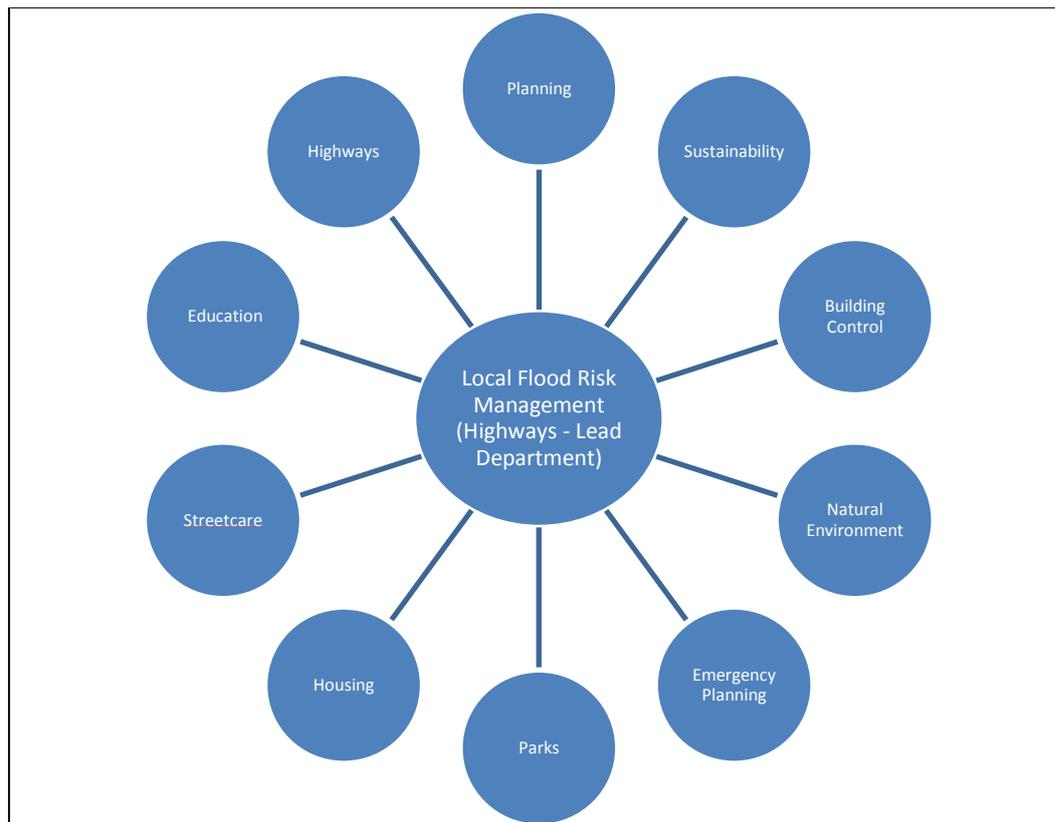 Planning
Highways
Sustainability
Education
Building
Control
Local Flood Risk
Management
(Highways - Lead
Department)
Streetcare
Natural
Environment
Housing
Emergency
Planning
Parks